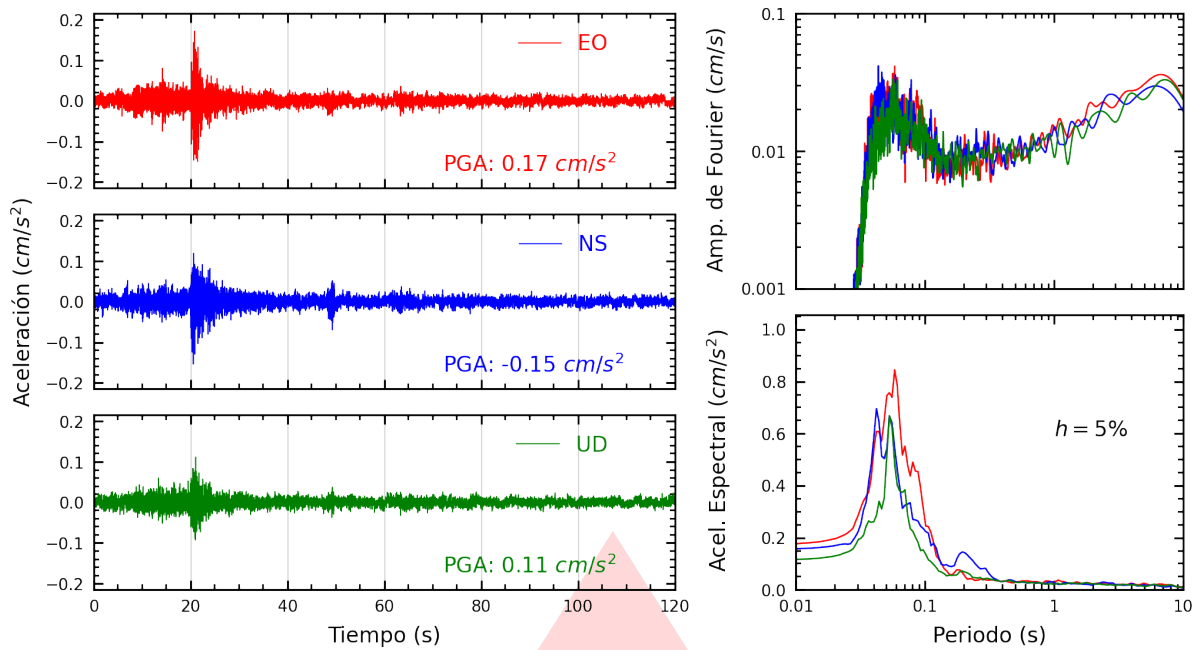 0.2
0.1
0.0
−0.1
−0.2
EO
PGA: 0.17 cm/s²
0.2
0.1
0.0
−0.1
−0.2
NS
PGA: -0.15 cm/s²
0.2
0.1
0.0
−0.1
−0.2
UD
PGA: 0.11 cm/s²
Aceleración (cm/s²)
0 20 40 60 80 100 120
Tiempo (s)
0.1
0.01
0.001
Amp. de Fourier (cm/s)
1.0
0.8
0.6
0.4
0.2
0.0
Acel. Espectral (cm/s²)
h = 5%
0.01 0.1 1 10
Periodo (s)